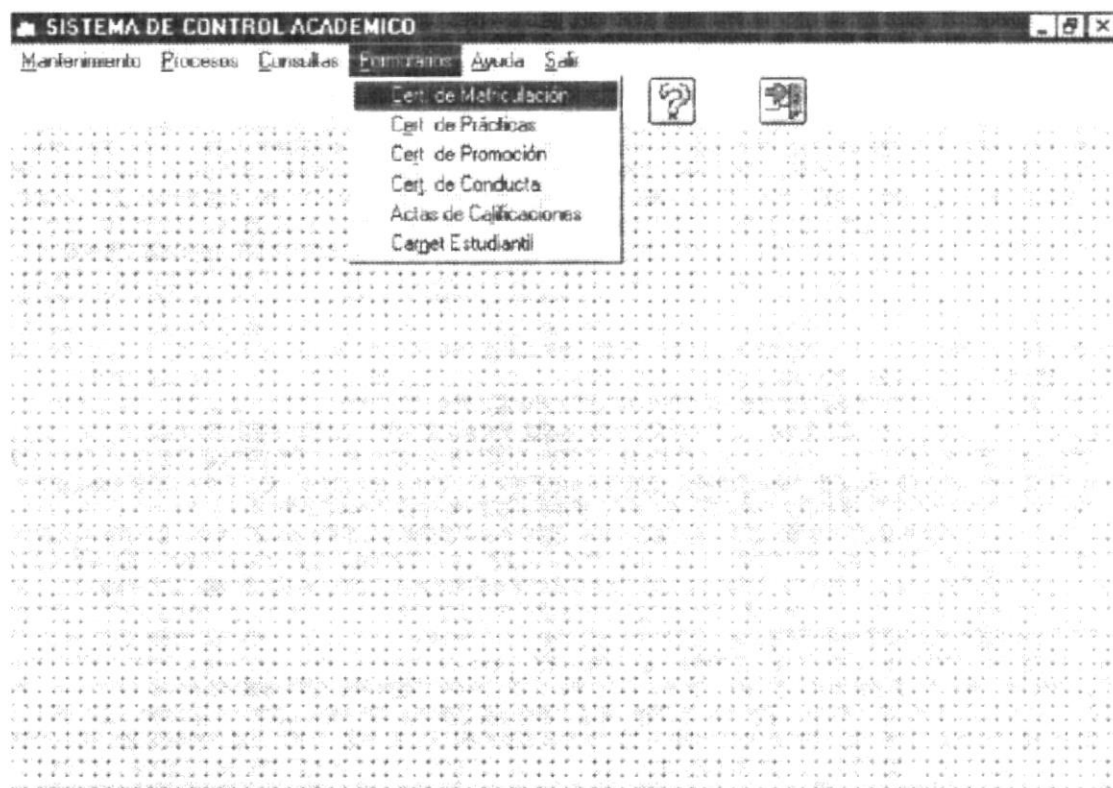 SISTEMA DE CONTROL ACADEMICO
Mantenimiento Procesos Consultas Formularios Ayuda Salir
Cert. de Matriculación
Cert. de Prácticas
Cert. de Promoción
Cert. de Conducta
Actas de Calificaciones
Carnet Estudiantil